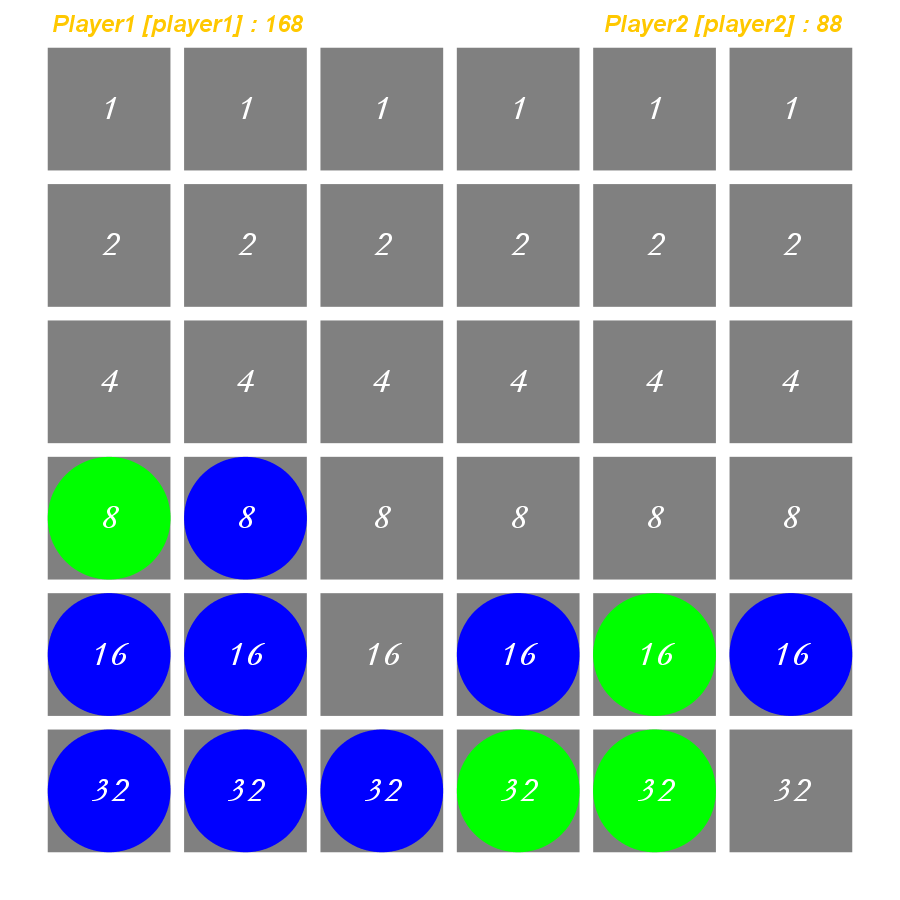 Player1 [player1] : 168 Player2 [player2] : 88
1 1 1 1 1 1
2 2 2 2 2 2
4 4 4 4 4 4
8 8 8 8 8 8
16 16 16 16 16 16
32 32 32 32 32 32